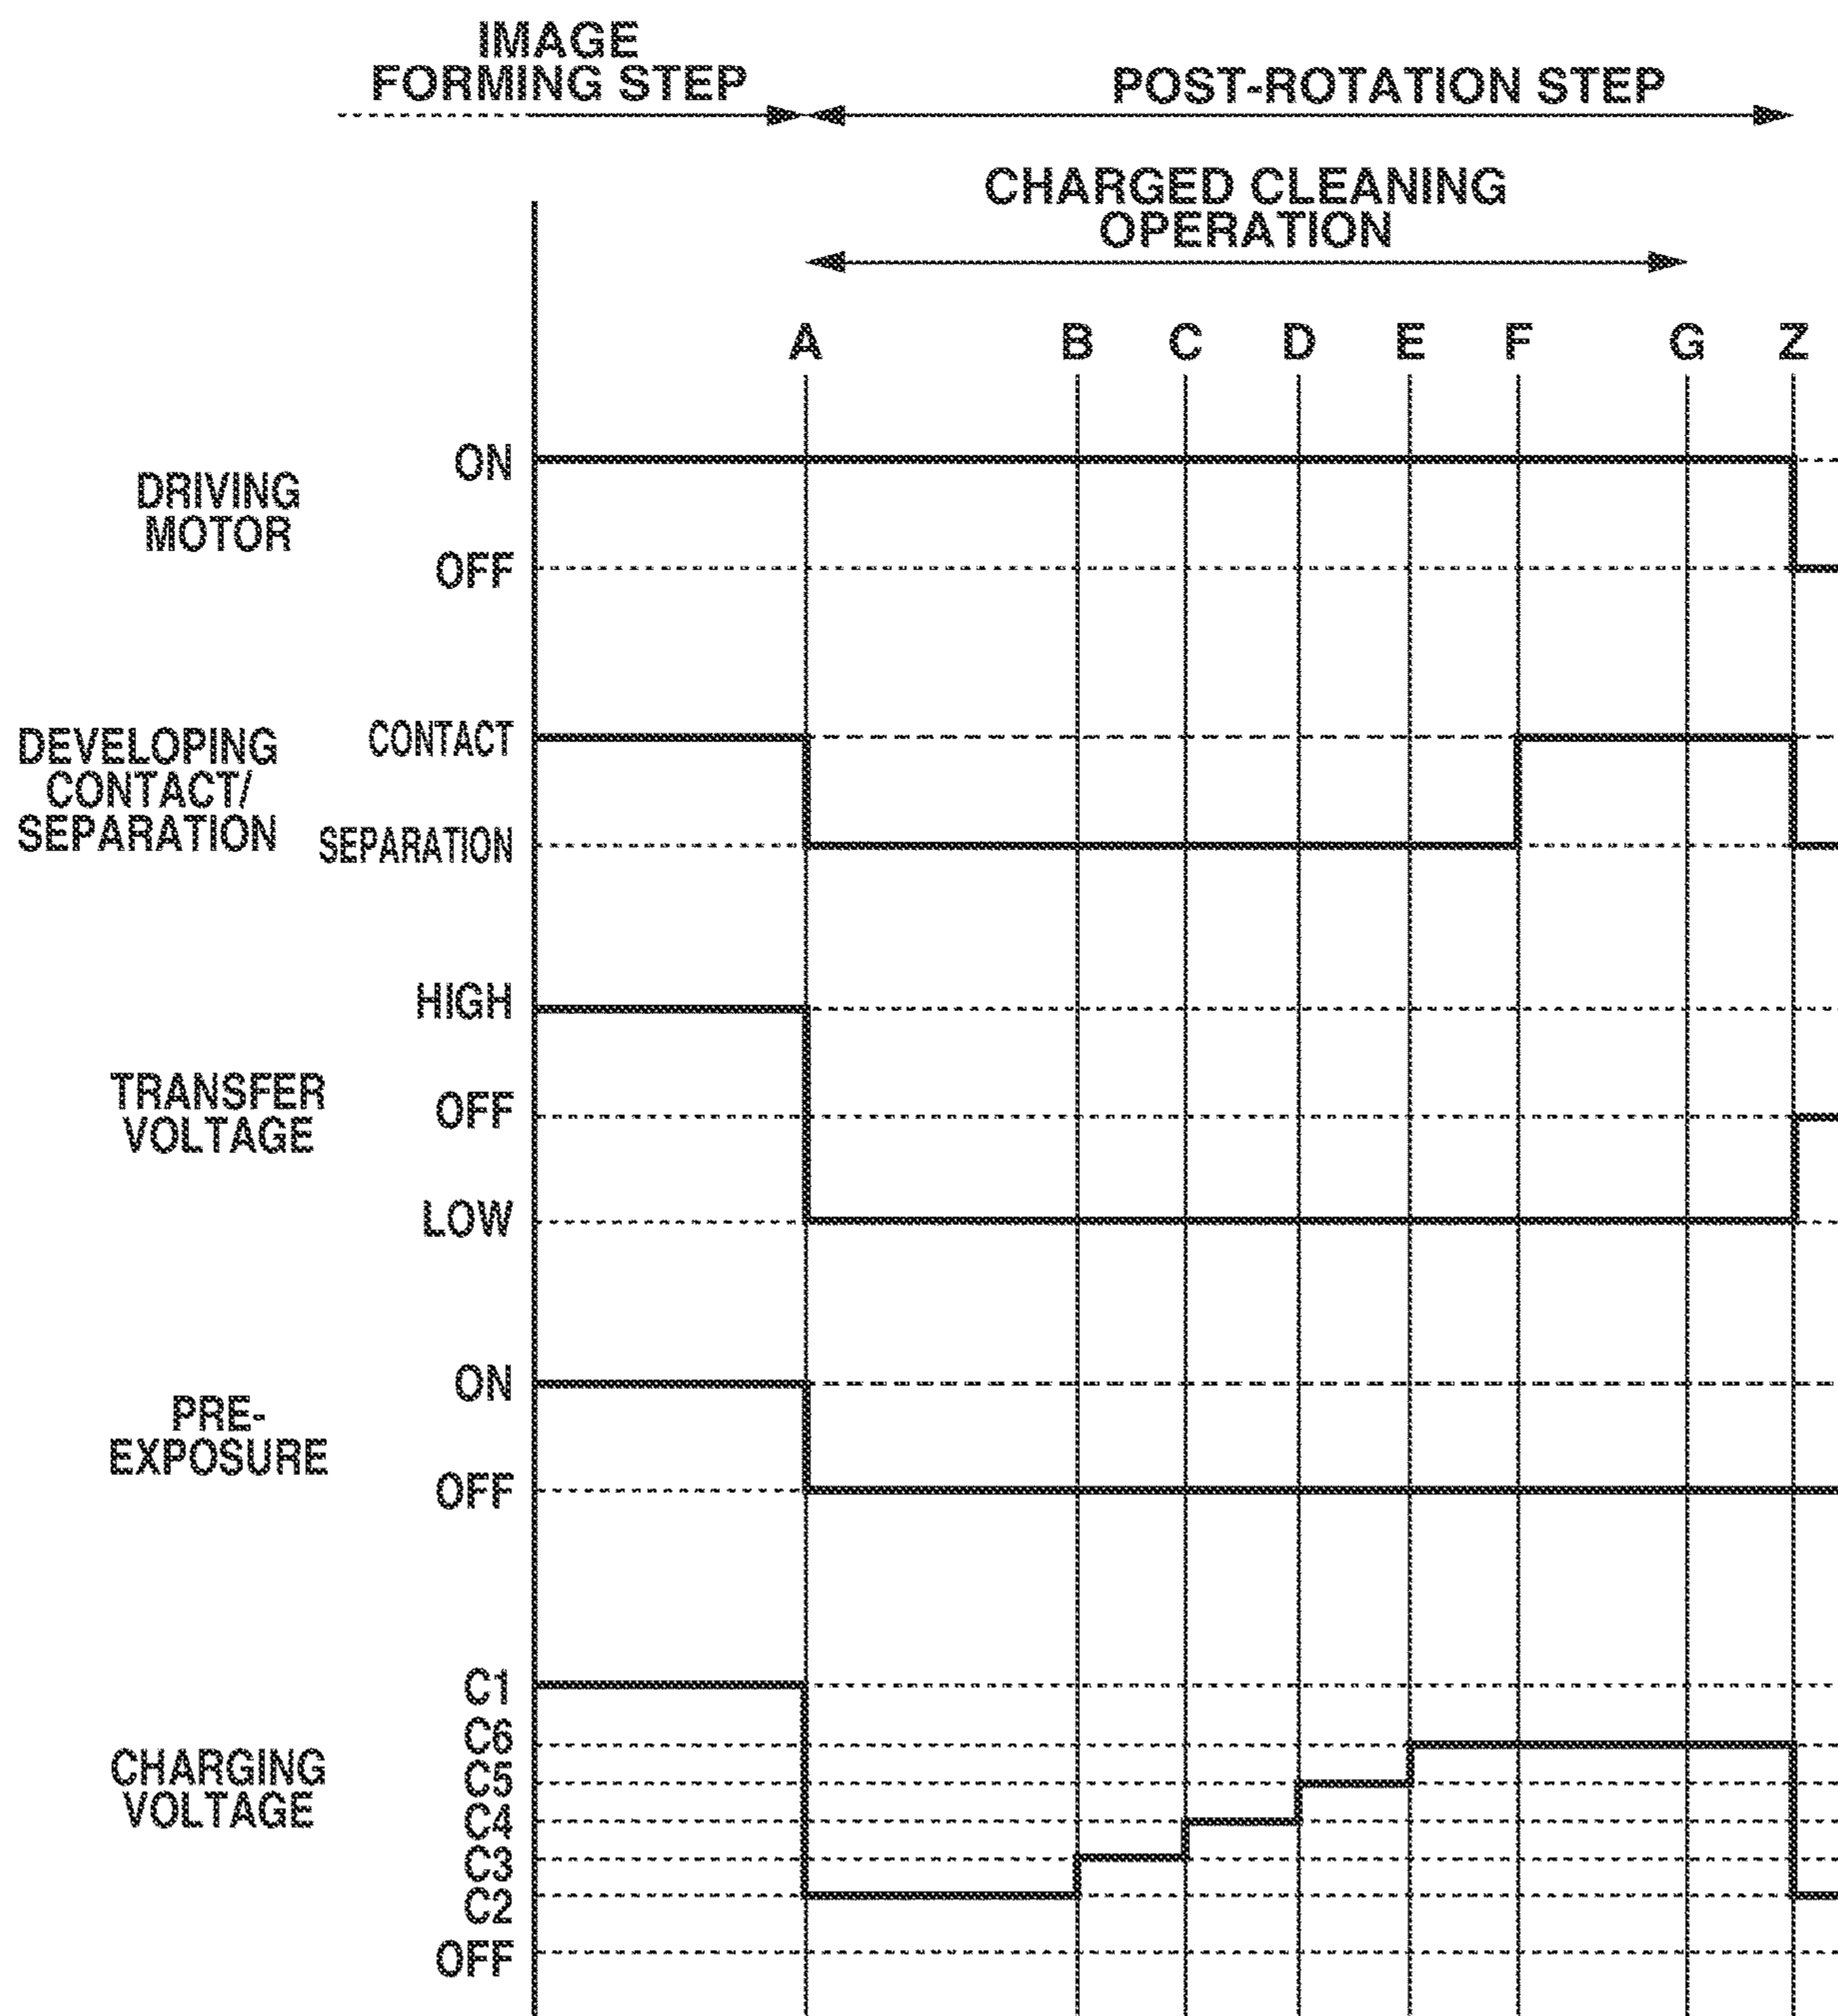 IMAGE
FORMING STEP
POST-ROTATION STEP
CHARGED CLEANING
OPERATION
A B C D E F G Z
DRIVING
MOTOR
ON
OFF
DEVELOPING
CONTACT/
SEPARATION
CONTACT
SEPARATION
TRANSFER
VOLTAGE
HIGH
OFF
LOW
PRE-
EXPOSURE
ON
OFF
CHARGING
VOLTAGE
C1
C6
C5
C4
C3
C2
OFF